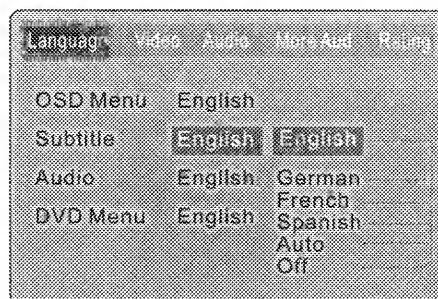 Language Video Audio More Aud Rating
OSD Menu English
Subtitle English English
Audio English German
French
DVD Menu English Spanish
Auto
Off